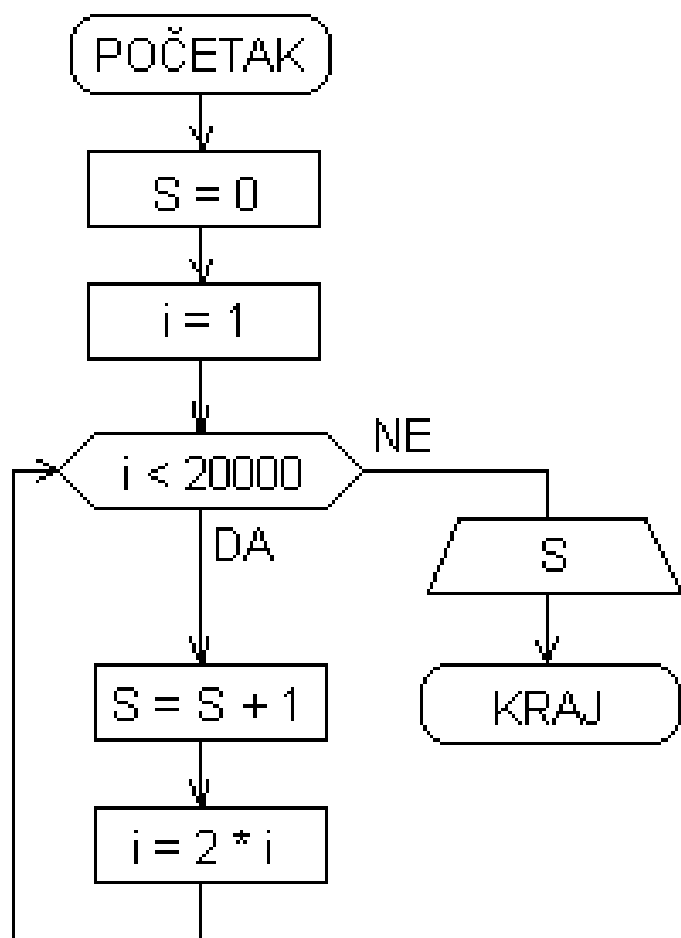 POČETAK
S = 0
i = 1
i < 20000
NE
DA
S
S = S + 1
KRAJ
i = 2 * i